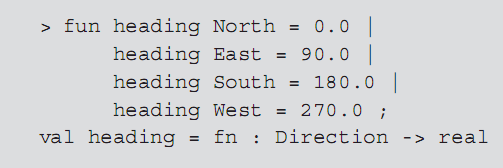 > fun heading North = 0.0 |
heading East = 90.0 |
heading South = 180.0 |
heading West = 270.0 ;
val heading = fn : Direction -> real